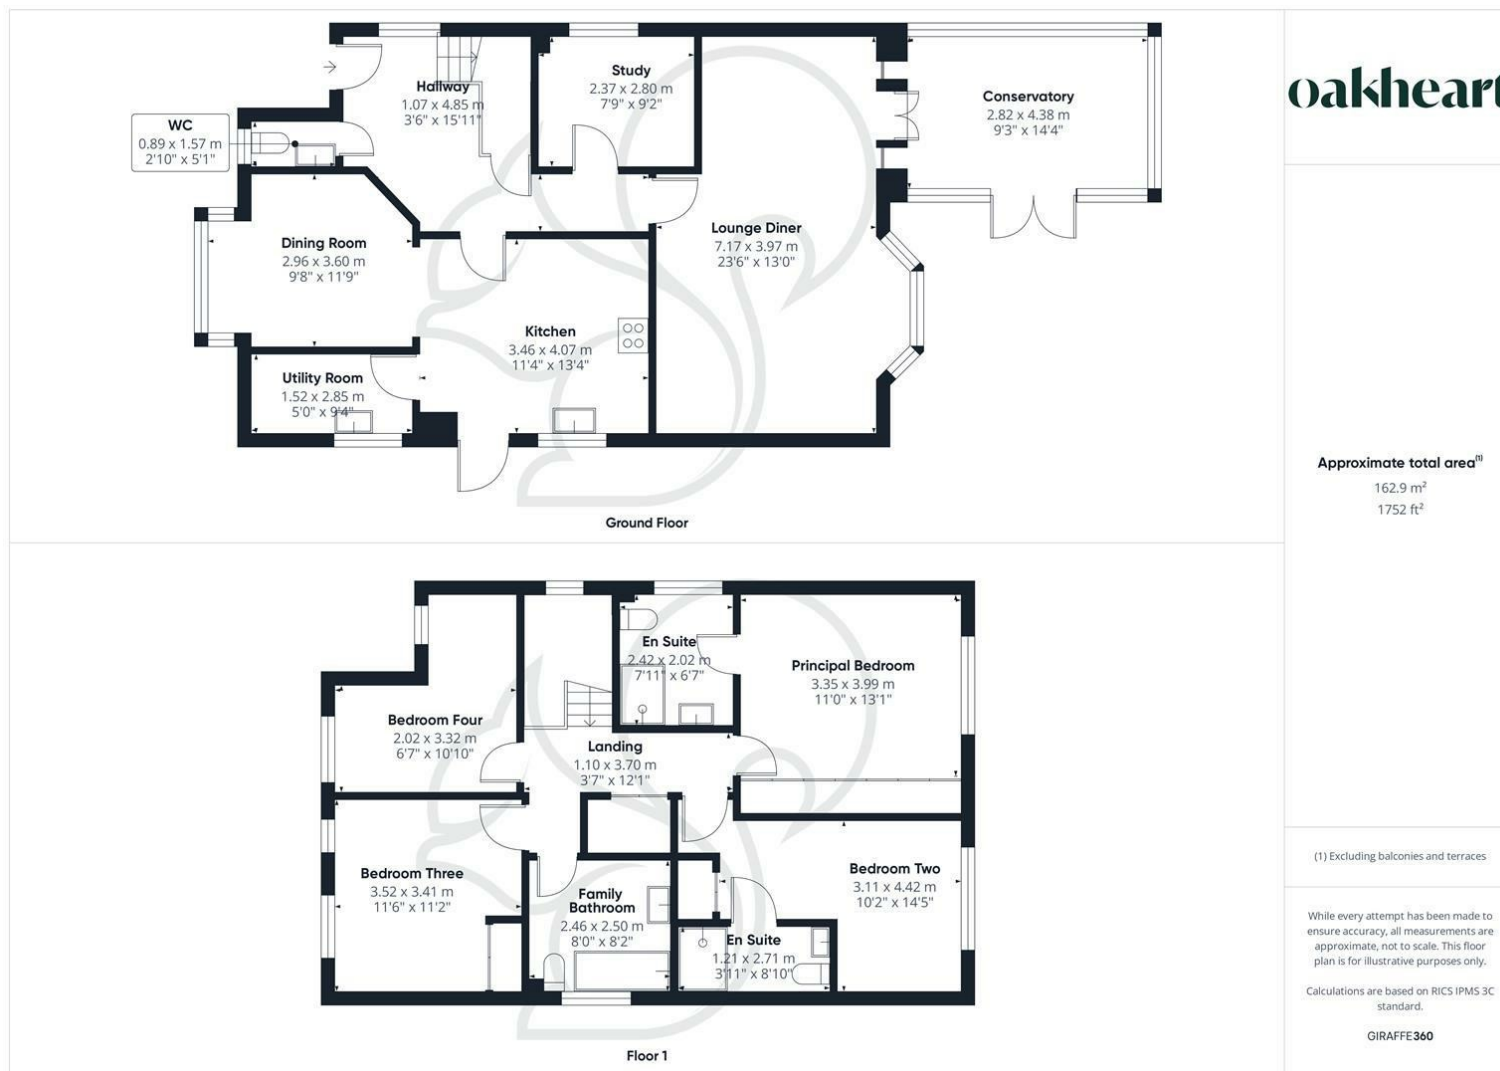 Hallway
1.07 x 4.85 m
3'6" x 15'11"
Study
2.37 x 2.80 m
7'9" x 9'2"
Conservatory
2.82 x 4.38 m
9'3" x 14'4"
WC
0.89 x 1.57 m
2'10" x 5'1"
Dining Room
2.96 x 3.60 m
9'8" x 11'9"
Lounge Diner
7.17 x 3.97 m
23'6" x 13'0"
Kitchen
3.46 x 4.07 m
11'4" x 13'4"
Utility Room
1.52 x 2.85 m
5'0" x 9'4"
Ground Floor
En Suite
2.42 x 2.02 m
7'11" x 6'7"
Principal Bedroom
3.35 x 3.99 m
11'0" x 13'1"
Bedroom Four
2.02 x 3.32 m
6'7" x 10'10"
Landing
1.10 x 3.70 m
3'7" x 12'1"
Bedroom Three
3.52 x 3.41 m
11'6" x 11'2"
Family
Bathroom
2.46 x 2.50 m
8'0" x 8'2"
Bedroom Two
3.11 x 4.42 m
10'2" x 14'5"
En Suite
1.21 x 2.71 m
3'11" x 8'10"
Floor 1
oakheart
Approximate total area(1)
162.9 m²
1752 ft²
(1) Excluding balconies and terraces
While every attempt has been made to
ensure accuracy, all measurements are
approximate, not to scale. This floor
plan is for illustrative purposes only.
Calculations are based on RICS IPMS 3C
standard.
GIRAFFE360